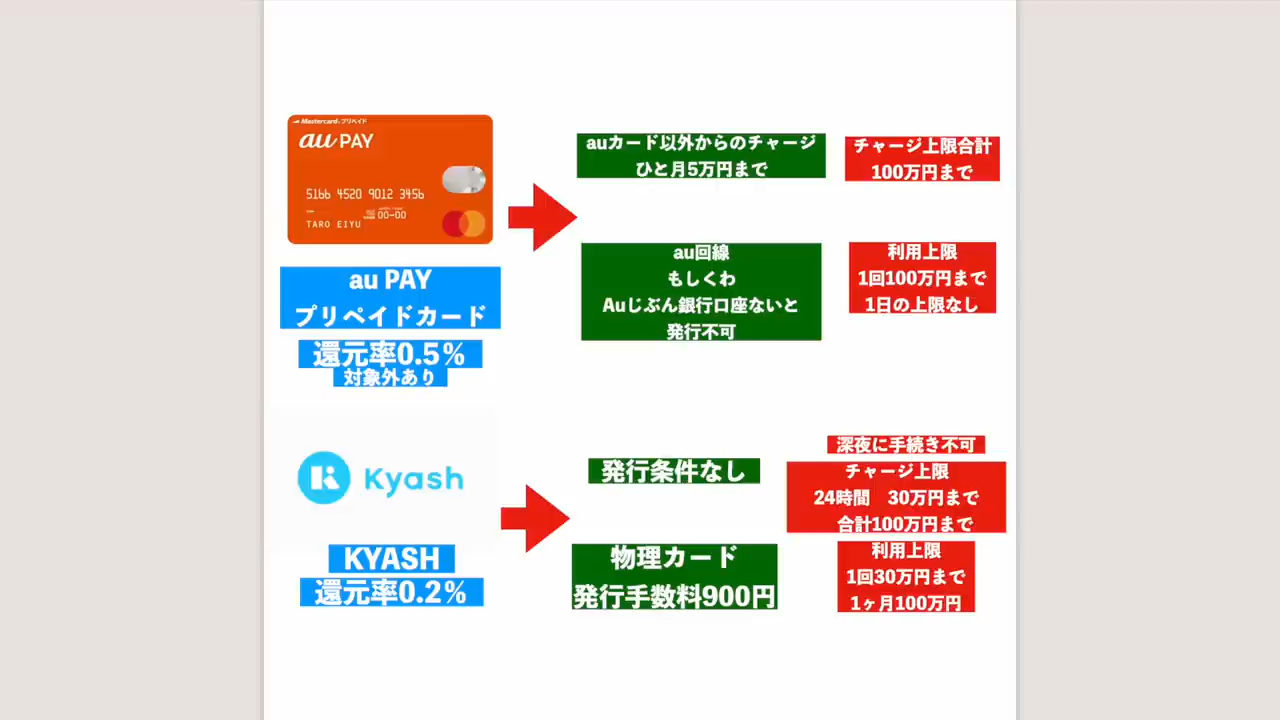 Mastercard プリペイド
au PAY
5166 4520 9012 3456
00-00
TARO EIYU
au PAY
プリペイドカード
還元率0.5%
対象外あり
auカード以外からのチャージ
ひと月5万円まで
チャージ上限合計
100万円まで
au回線
もしくわ
Auじぶん銀行口座ないと
発行不可
利用上限
1回100万円まで
1日の上限なし
Kyash
KYASH
還元率0.2%
発行条件なし
物理カード
発行手数料900円
深夜に手続き不可
チャージ上限
24時間　30万円まで
合計100万円まで
利用上限
1回30万円まで
1ヶ月100万円